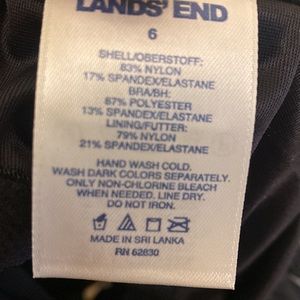 LANDS' END
6
SHELL/OBERSTOFF:
83% NYLON
17% SPANDEX/ELASTANE
BRA/BH:
87% POLYESTER
13% SPANDEX/ELASTANE
LINING/FUTTER:
79% NYLON
21% SPANDEX/ELASTANE
HAND WASH COLD.
WASH DARK COLORS SEPARATELY.
ONLY NON-CHLORINE BLEACH
WHEN NEEDED. LINE DRY.
DO NOT IRON.
MADE IN SRI LANKA
RN 62830